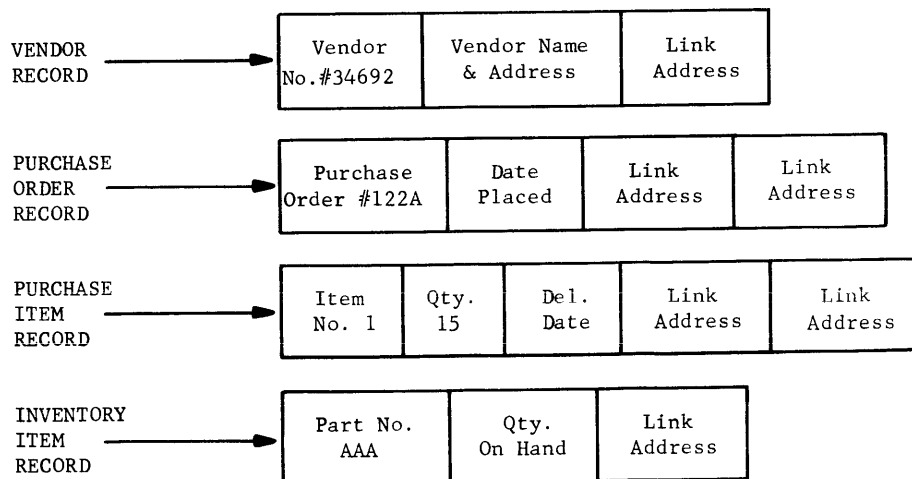 VENDOR
RECORD
Vendor
No.#34692
Vendor Name
& Address
Link
Address
PURCHASE
ORDER
RECORD
Purchase
Order #122A
Date
Placed
Link
Address
Link
Address
PURCHASE
ITEM
RECORD
Item
No. 1
Qty.
15
Del.
Date
Link
Address
Link
Address
INVENTORY
ITEM
RECORD
Part No.
AAA
Qty.
On Hand
Link
Address